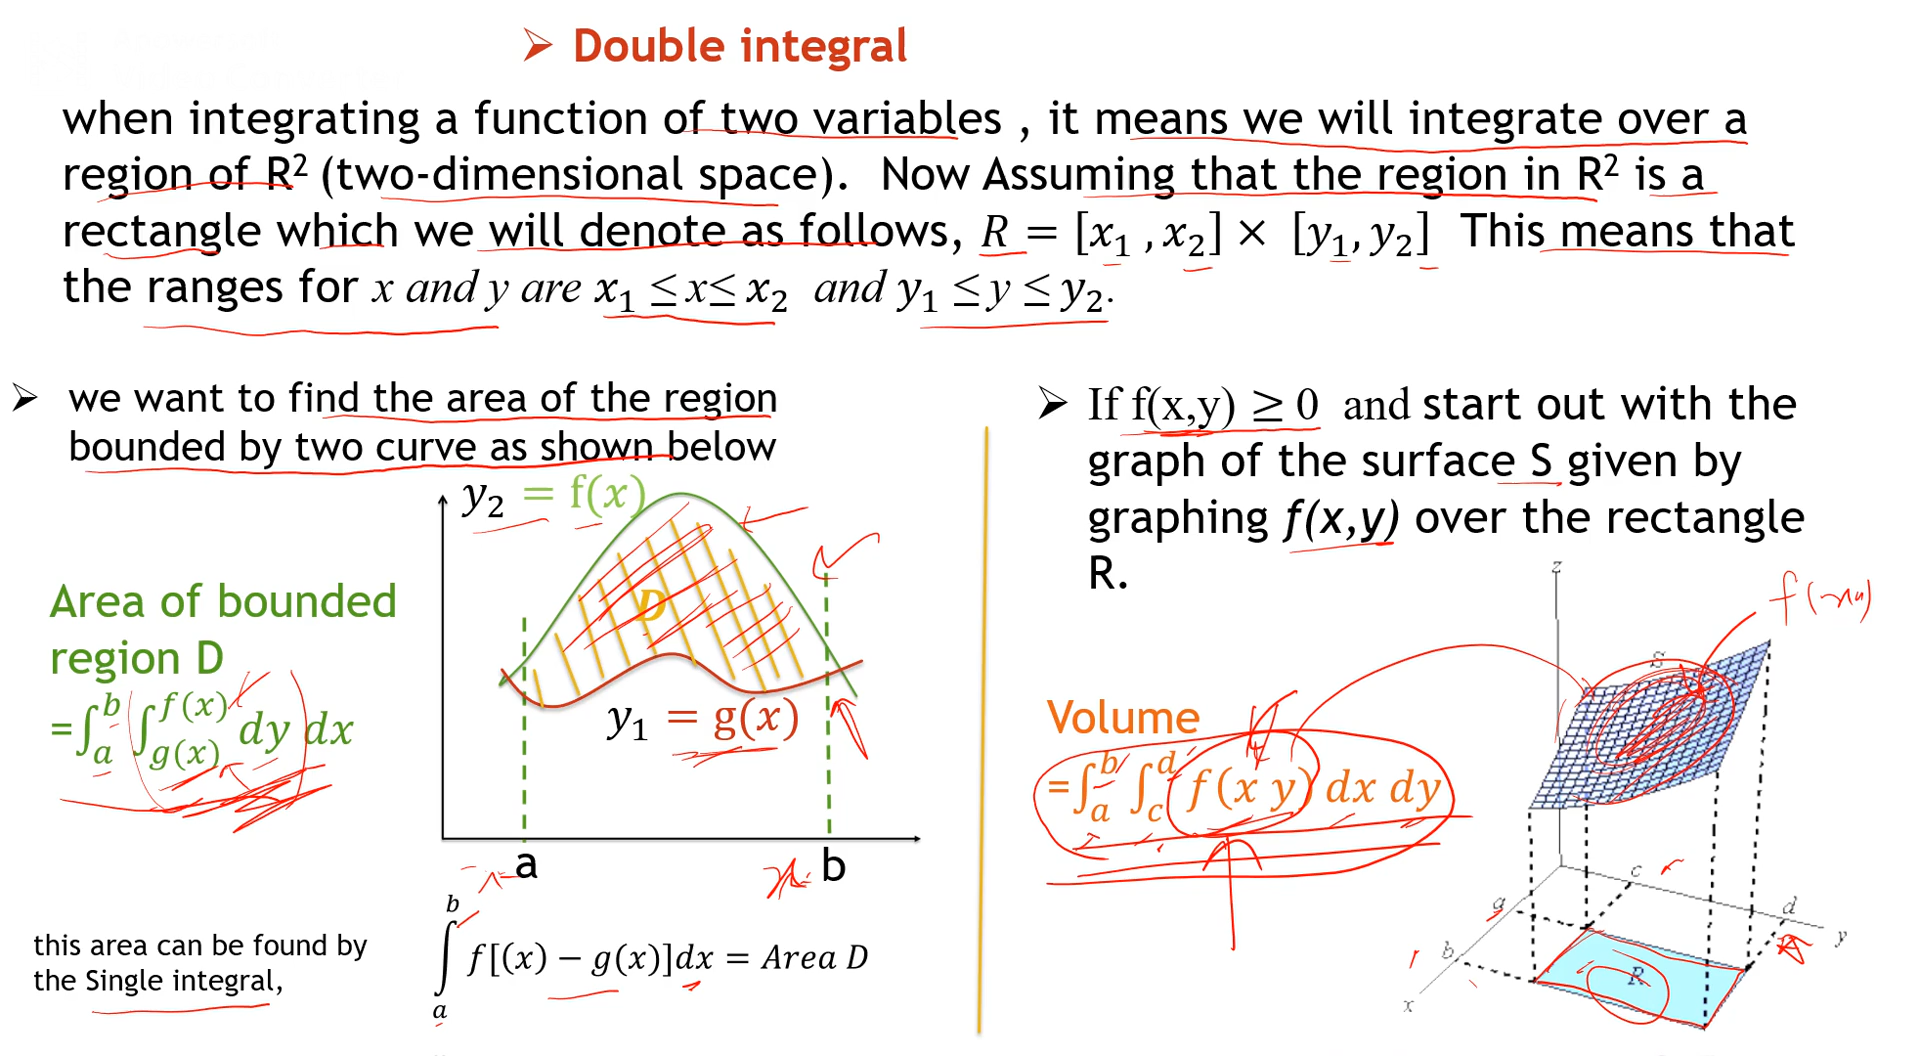 ➢ Double integral
when integrating a function of two variables , it means we will integrate over a
region of R² (two-dimensional space). Now Assuming that the region in R² is a
rectangle which we will denote as follows, R = [x₁ , x₂] × [y₁, y₂] This means that
the ranges for x and y are x₁ ≤x≤ x₂ and y₁ ≤ y ≤ y₂.
➢ we want to find the area of the region
bounded by two curve as shown below
y₂ = f(x)
Area of bounded
region D
=∫ₐᵇ ∫_{g(x)}^{f(x)} dy dx
D
y₁ = g(x)
x= a
x= b
this area can be found by
the Single integral,
∫ₐᵇ f[(x) − g(x)]dx = Area D
➢ If f(x,y) ≥ 0 and start out with the
graph of the surface S given by
graphing f(x,y) over the rectangle
R.
Volume
=∫ₐᵇ ∫_c^d f(x y) dx dy
z
f(xy)
S
c
a
d
y
b
R
x